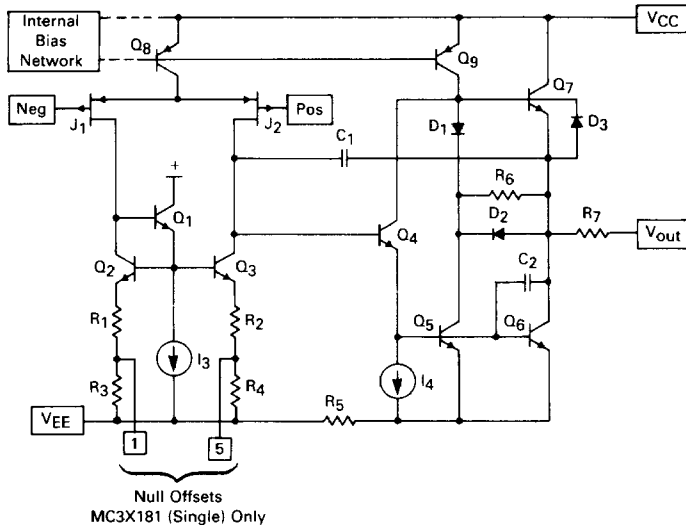 Internal
Bias
Network
Q8
Q9
VCC
Q7
Neg
J1
J2
Pos
D1
D3
C1
+
R6
Q1
D2
R7
Vout
Q4
Q2
Q3
C2
R1
R2
Q5
Q6
I3
I4
R3
R4
R5
VEE
1
5
Null Offsets
MC3X181 (Single) Only